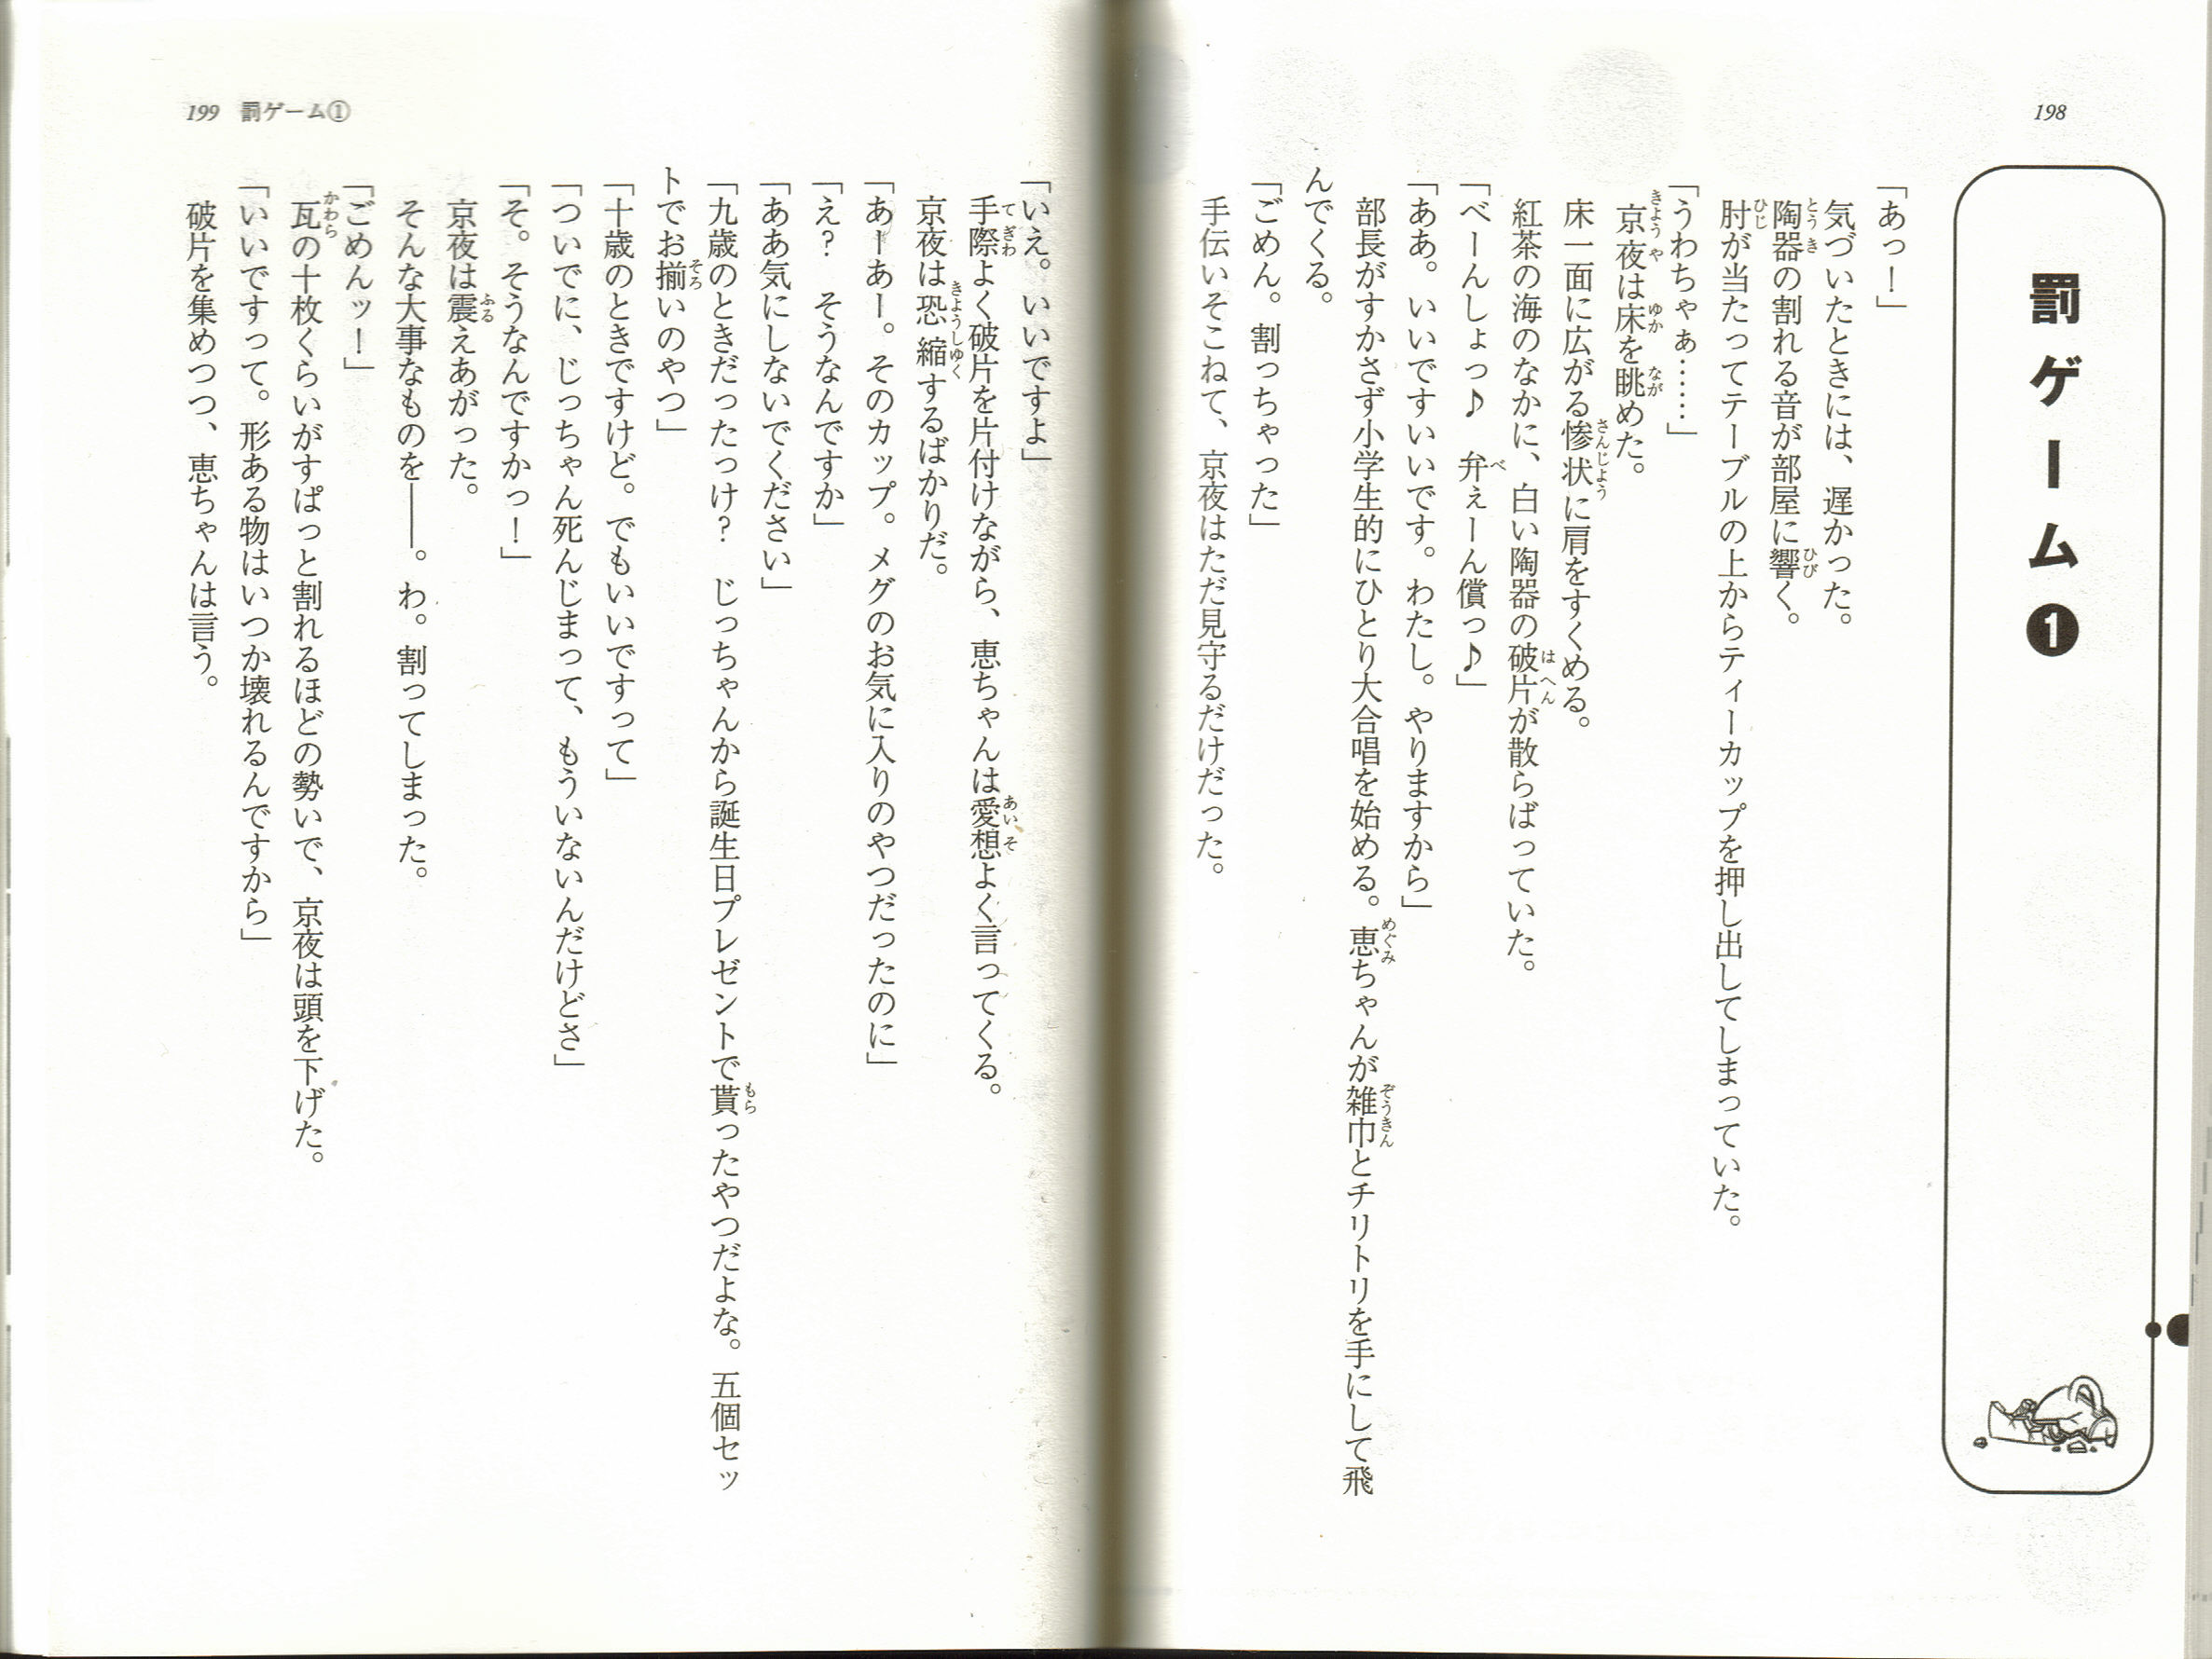 198
罰ゲーム❶
「あっ！」
気づいたときには、遅かった。
陶器の割れる音が部屋に響く。
肘が当たってテーブルの上からティーカップを押し出してしまっていた。
「うわちゃぁ……」
京夜は床を眺めた。
床一面に広がる惨状に肩をすくめる。
紅茶の海のなかに、白い陶器の破片が散らばっていた。
「べーんしょっ♪　弁ぇーん償っ♪」
「ああ。いいですいいです。わたし。やりますから」
部長がすかさず小学生的にひとり大合唱を始める。恵ちゃんが雑巾とチリトリを手にして飛
んでくる。
「ごめん。割っちゃった」
手伝いそこねて、京夜はただ見守るだけだった。
199 罰ゲーム①
「いえ。いいですよ」
手際よく破片を片付けながら、恵ちゃんは愛想よく言ってくる。
京夜は恐縮するばかりだ。
「あーあー。そのカップ。メグのお気に入りのやつだったのに」
「え？　そうなんですか」
「ああ気にしないでください」
「九歳のときだったっけ？　じっちゃんから誕生日プレゼントで貰ったやつだよな。五個セッ
トでお揃いのやつ」
「十歳のときですけど。でもいいですって」
「ついでに、じっちゃん死んじまって、もういないんだけどさ」
「そ。そうなんですかっ！」
京夜は震えあがった。
そんな大事なものを――。わ。割ってしまった。
「ごめんッ！」
瓦の十枚くらいがすぱっと割れるほどの勢いで、京夜は頭を下げた。
「いいですって。形ある物はいつか壊れるんですから」
破片を集めつつ、恵ちゃんは言う。